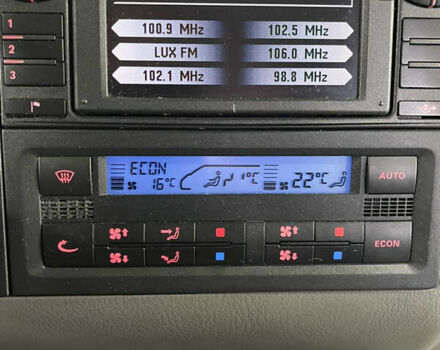 100.9 MHz 102.5 MHz
1
LUX FM 106.0 MHz
2
102.1 MHz 98.8 MHz
3
ECON
16°C 1°C 22°C
AUTO
ECON